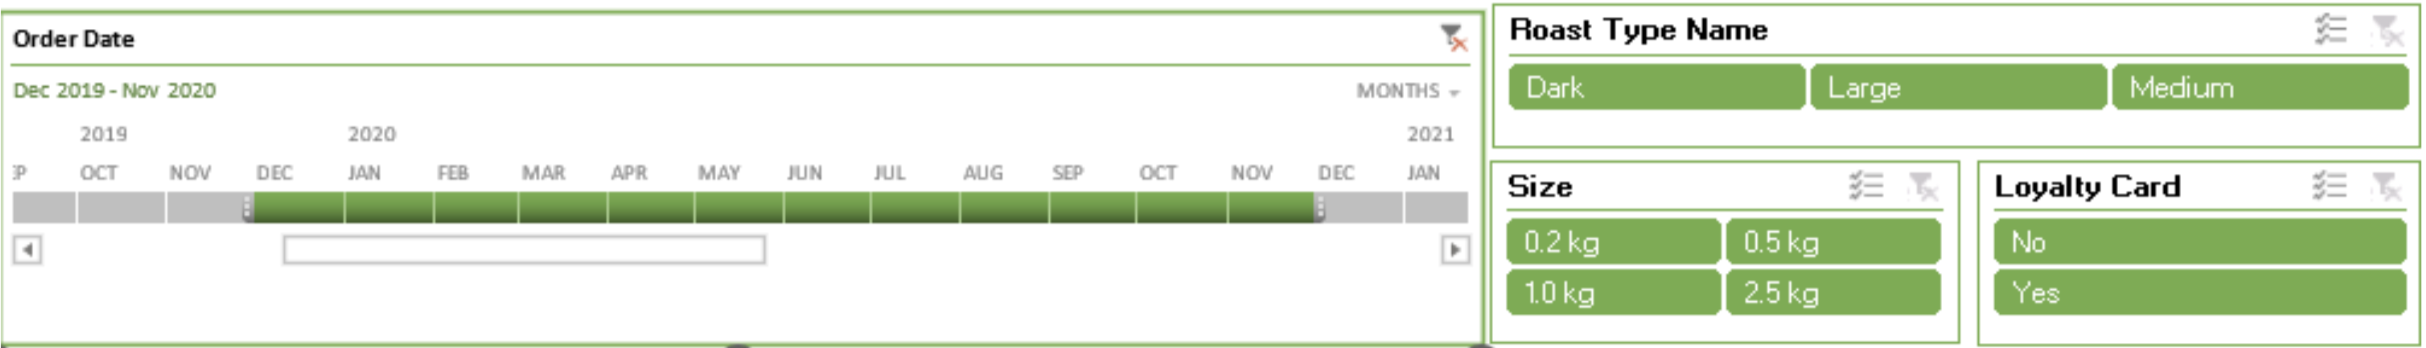 Order Date
Dec 2019 - Nov 2020
MONTHS
2019 2020 2021
OCT NOV DEC JAN FEB MAR APR MAY JUN JUL AUG SEP OCT NOV DEC JAN
Roast Type Name
Dark Large Medium
Size
0.2 kg 0.5 kg
1.0 kg 2.5 kg
Loyalty Card
No
Yes